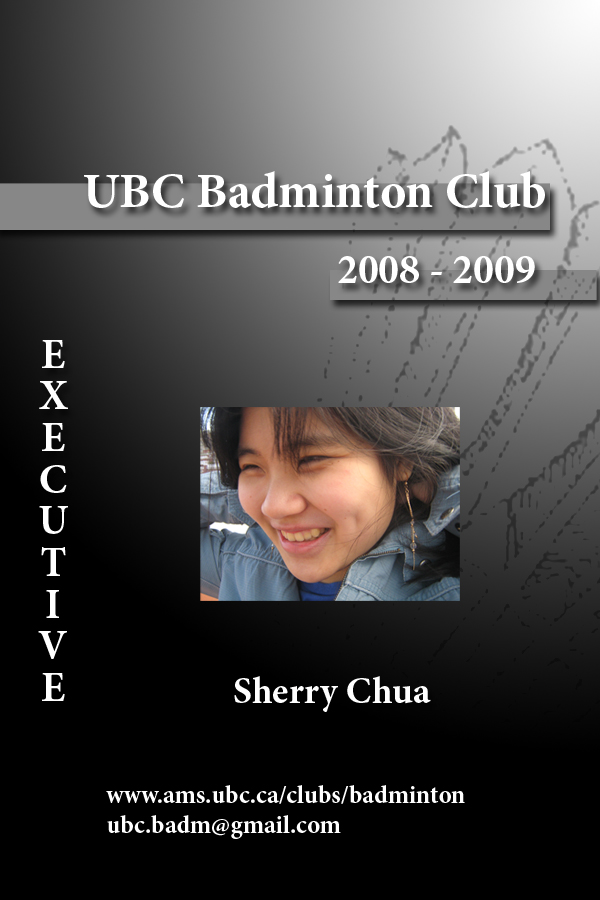 UBC Badminton Club
2008 - 2009
EXECUTIVE
Sherry Chua
www.ams.ubc.ca/clubs/badminton
ubc.badm@gmail.com